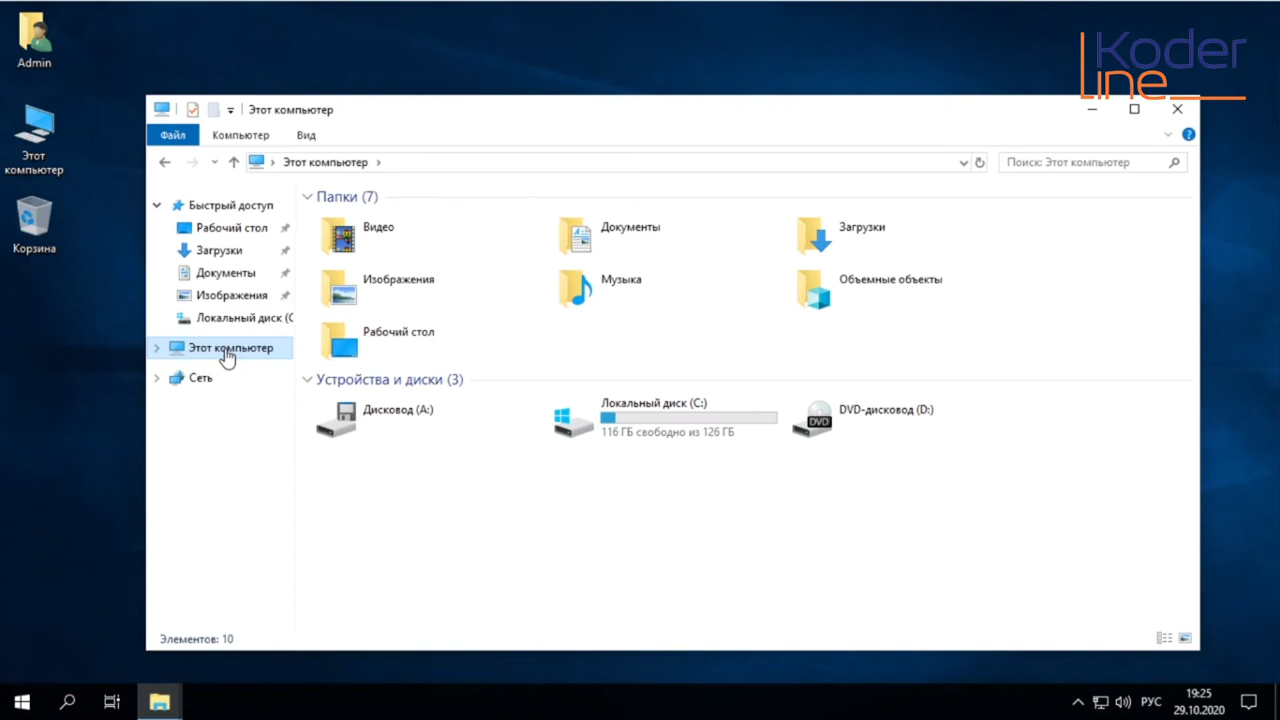 Admin
Этот
компьютер
Корзина
Koder
Line
Этот компьютер
Файл
Компьютер
Вид
Этот компьютер
Поиск: Этот компьютер
Быстрый доступ
Рабочий стол
Загрузки
Документы
Изображения
Локальный диск (C
Этот компьютер
Сеть
Папки (7)
Видео
Документы
Загрузки
Изображения
Музыка
Объемные объекты
Рабочий стол
Устройства и диски (3)
Дисковод (A:)
Локальный диск (C:)
116 ГБ свободно из 126 ГБ
DVD
DVD-дисковод (D:)
Элементов: 10
РУС
19:25
29.10.2020